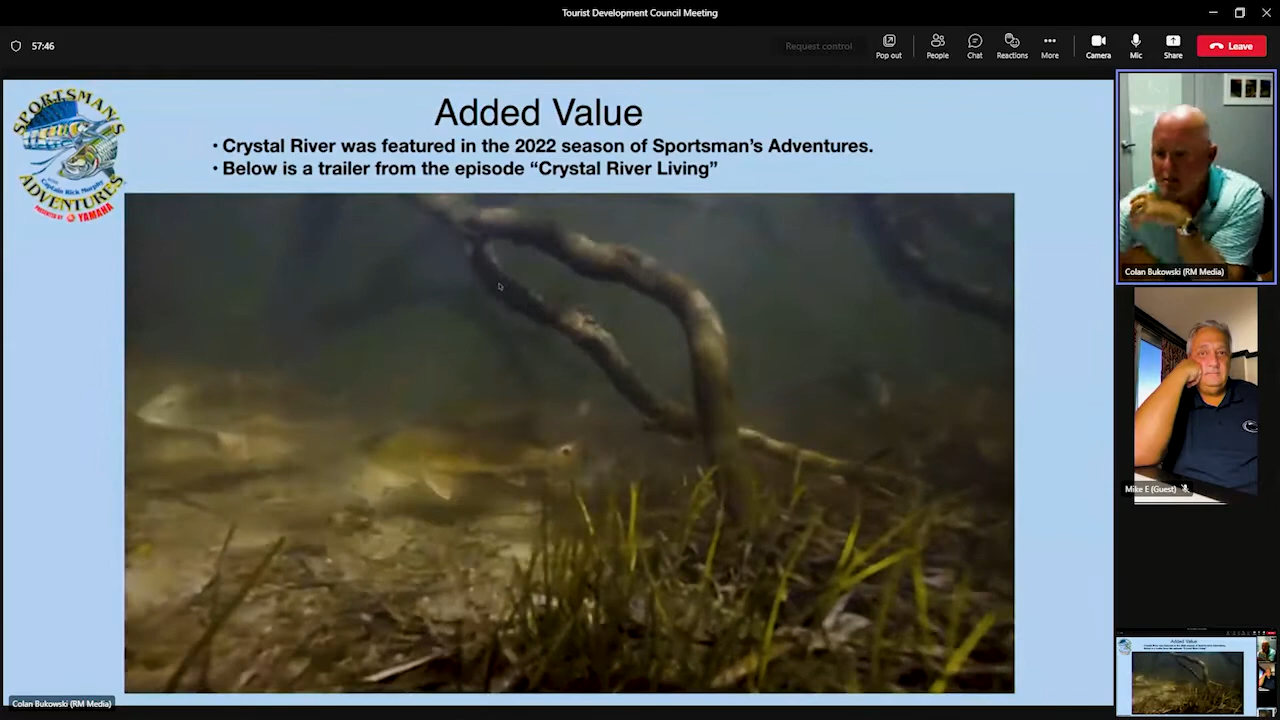 Tourist Development Council Meeting
57:46
Request control
Pop out
People
Chat
Reactions
More
Camera
Mic
Share
Leave
SPORTSMAN'S
with
Captain Rick Murphy
ADVENTURES
PRESENTED BY YAMAHA
Added Value
• Crystal River was featured in the 2022 season of Sportsman's Adventures.
• Below is a trailer from the episode “Crystal River Living”
Colan Bukowski (RM Media)
Mike E (Guest)
Colan Bukowski (RM Media)
Added Value